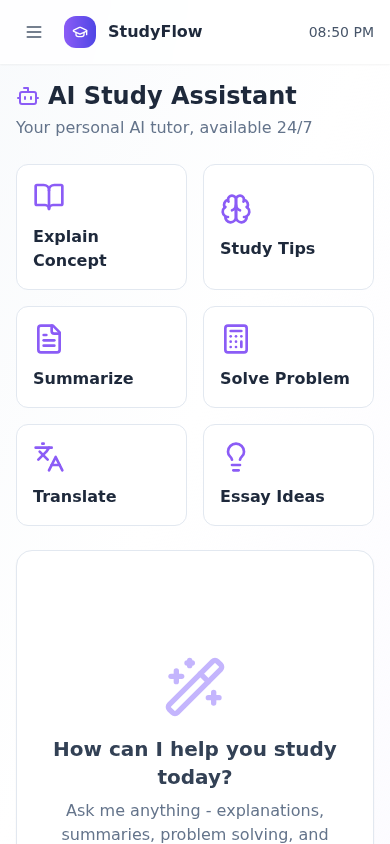 StudyFlow
08:50 PM
AI Study Assistant
Your personal AI tutor, available 24/7
Explain
Concept
Study Tips
Summarize
Solve Problem
Translate
Essay Ideas
How can I help you study
today?
Ask me anything - explanations,
summaries, problem solving, and